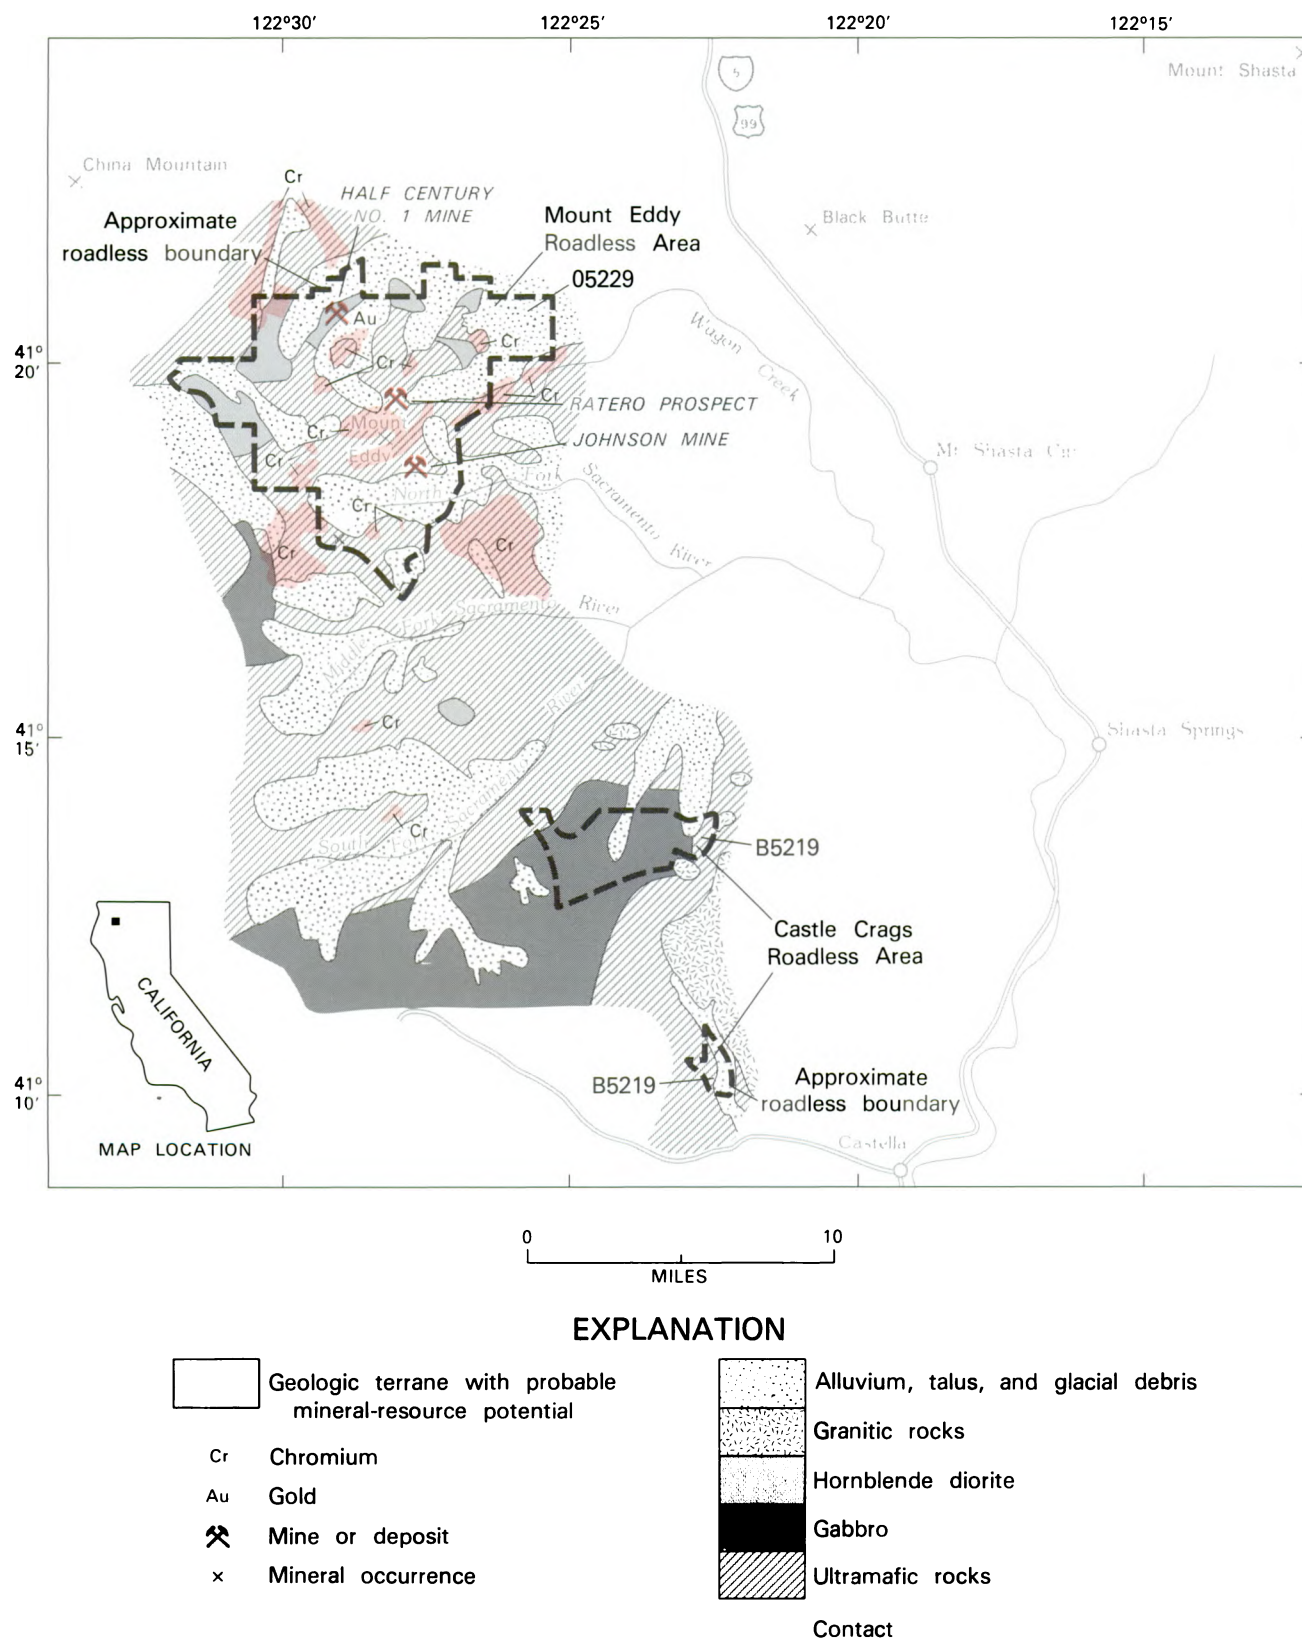 122°30′ 122°25′ 122°20′ 122°15′
5
Mount Shasta
99
China Mountain
Cr
HALF CENTURY
NO. 1 MINE
Approximate
roadless boundary
Mount Eddy
Roadless Area
05229
Black Butte
Au
Cr
Cr
Wagon Creek
41°
20′
Cr
RATERO PROSPECT
Mount
Eddy
Cr
JOHNSON MINE
Cr
Mt Shasta City
North Fork Sacramento River
Cr
Cr
Cr
Middle Fork Sacramento River
Cr
41°
15′
Shasta Springs
Cr
South Fork Sacramento River
B5219
Castle Crags
Roadless Area
CALIFORNIA
MAP LOCATION
41°
10′
B5219
Approximate
roadless boundary
Castella
0 10
MILES
EXPLANATION
Geologic terrane with probable
mineral-resource potential
Cr Chromium
Au Gold
Mine or deposit
× Mineral occurrence
Alluvium, talus, and glacial debris
Granitic rocks
Hornblende diorite
Gabbro
Ultramafic rocks
Contact